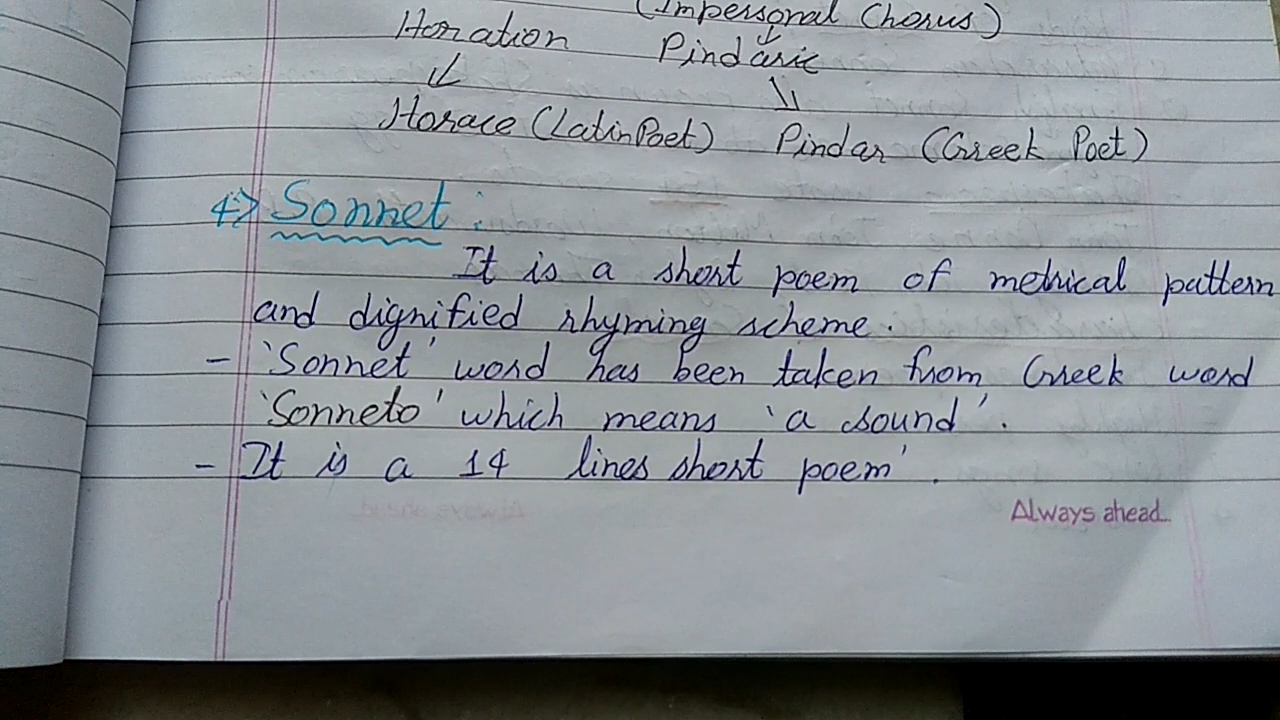 (Impersonal Chorus)
Horation Pindaric
Horace (Latin Poet) Pindar (Greek Poet)
4) Sonnet :
It is a short poem of metrical pattern
and dignified rhyming scheme.
- 'Sonnet' word has been taken from Greek word
'Sonneto' which means 'a sound'.
- It is a 14 lines short poem'.
Always ahead...